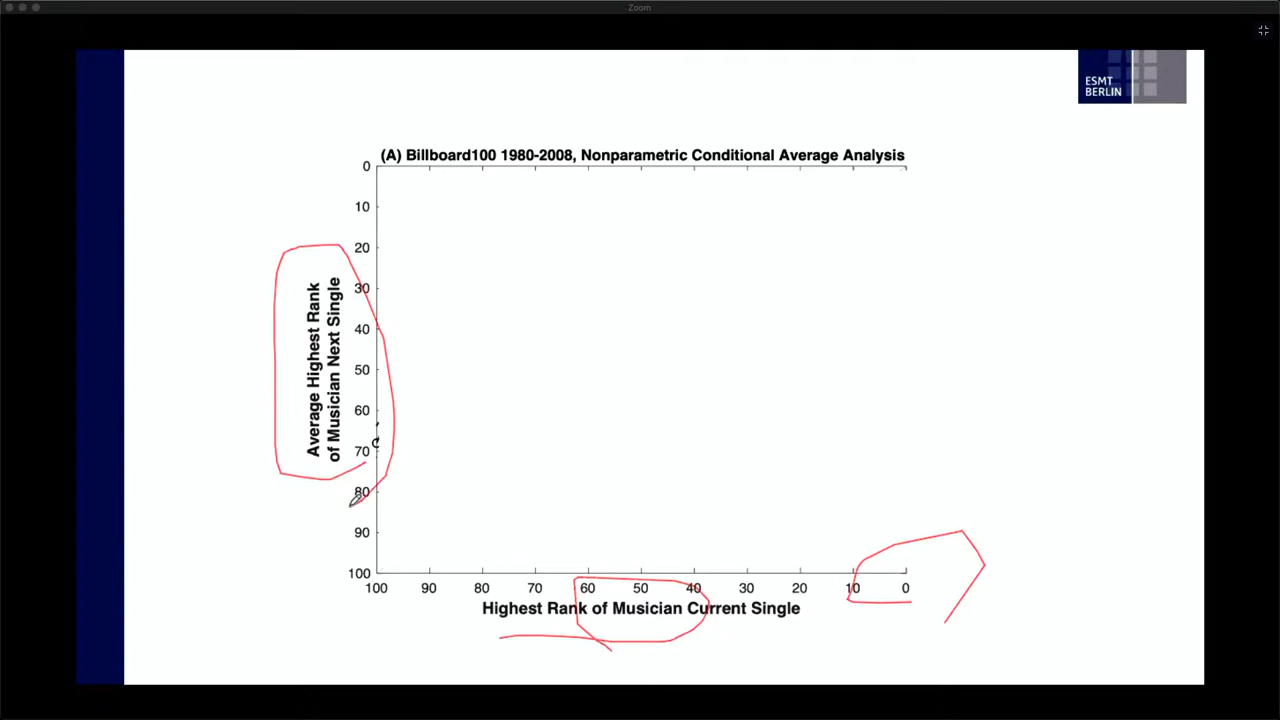 Zoom
ESMT
BERLIN
(A) Billboard100 1980-2008, Nonparametric Conditional Average Analysis
0
10
20
30
40
50
60
70
80
90
100
Average Highest Rank
of Musician Next Single
100 90 80 70 60 50 40 30 20 10 0
Highest Rank of Musician Current Single